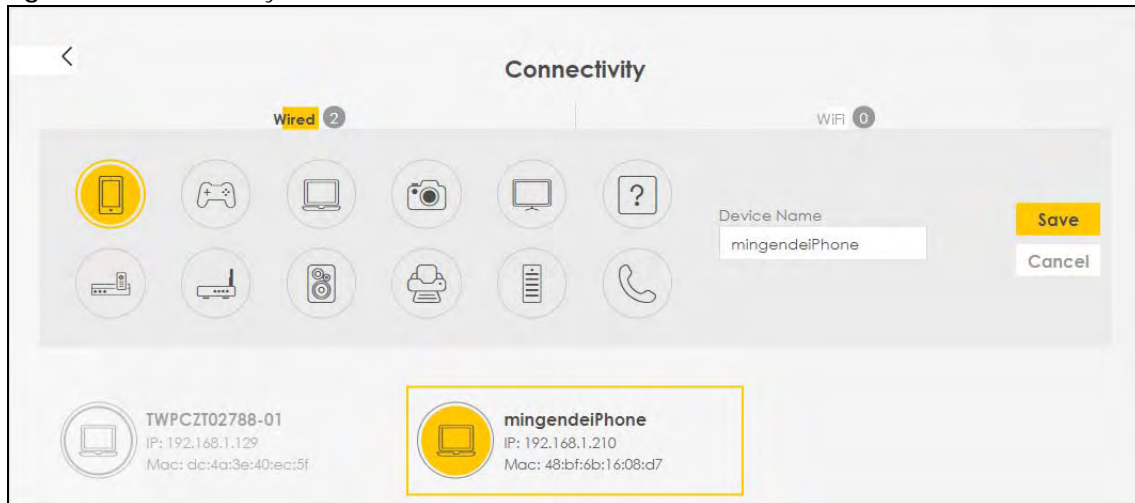 Connectivity
Wired 2
WiFi 0
Device Name
mingendeiPhone
Save
Cancel
TWPCZT02788-01
IP: 192.168.1.129
Mac: dc:4a:3e:40:ec:5f
mingendeiPhone
IP: 192.168.1.210
Mac: 48:bf:6b:16:08:d7